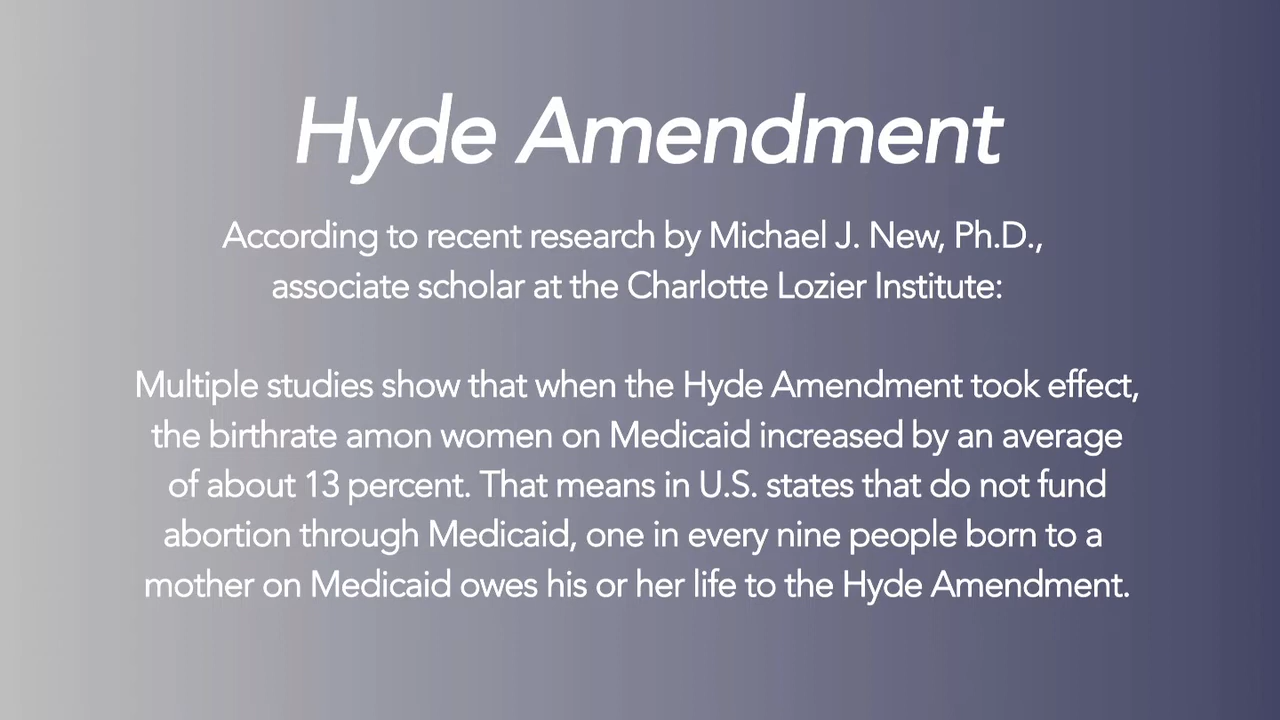 Hyde Amendment
According to recent research by Michael J. New, Ph.D.,
associate scholar at the Charlotte Lozier Institute:
Multiple studies show that when the Hyde Amendment took effect,
the birthrate amon women on Medicaid increased by an average
of about 13 percent. That means in U.S. states that do not fund
abortion through Medicaid, one in every nine people born to a
mother on Medicaid owes his or her life to the Hyde Amendment.